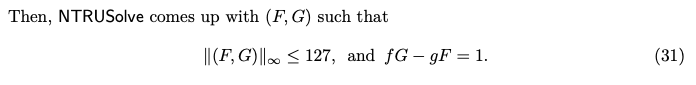 Then, NTRUSolve comes up with (F, G) such that
‖(F, G)‖∞ ≤ 127, and fG − gF = 1. (31)